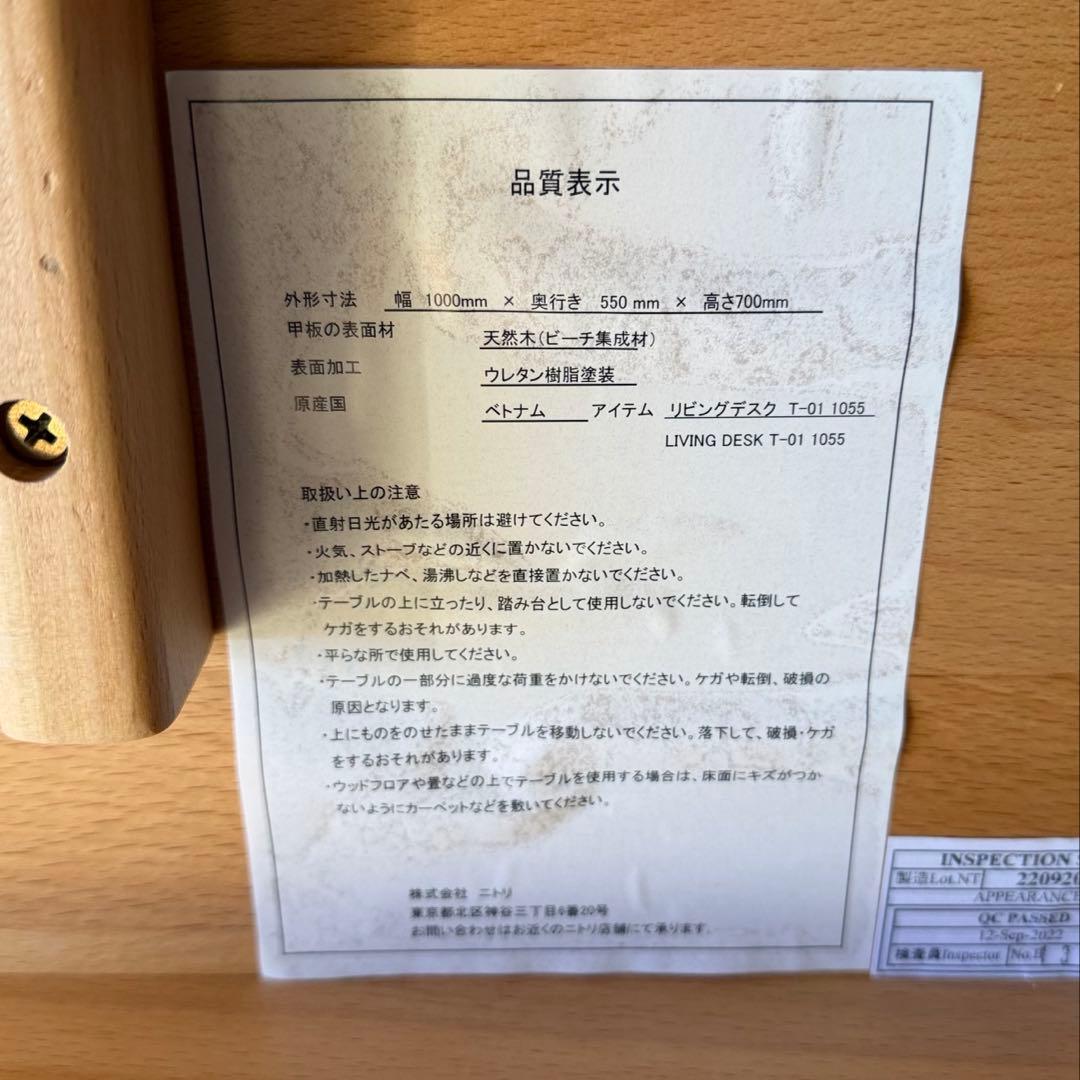 品質表示
外形寸法 幅 1000mm × 奥行き 550 mm × 高さ700mm
甲板の表面材 天然木(ビーチ集成材)
表面加工 ウレタン樹脂塗装
原産国 ベトナム アイテム リビングデスク T-01 1055
LIVING DESK T-01 1055
取扱い上の注意
・直射日光があたる場所は避けてください。
・火気、ストーブなどの近くに置かないでください。
・加熱したナベ、湯沸しなどを直接置かないでください。
・テーブルの上に立ったり、踏み台として使用しないでください。転倒して
ケガをするおそれがあります。
・平らな所で使用してください。
・テーブルの一部分に過度な荷重をかけないでください。ケガや転倒、破損の
原因となります。
・上にものをのせたままテーブルを移動しないでください。落下して、破損・ケガ
をするおそれがあります。
・ウッドフロアや畳などの上でテーブルを使用する場合は、床面にキズがつか
ないようにカーペットなどを敷いてください。
株式会社 ニトリ
東京都北区神谷三丁目6番20号
お問い合わせはお近くのニトリ店舗にて承ります。
INSPECTION
製造Lot.NT 220920
APPEARANCE
QC PASSED
12-Sep-2022
検査員Inspector No.